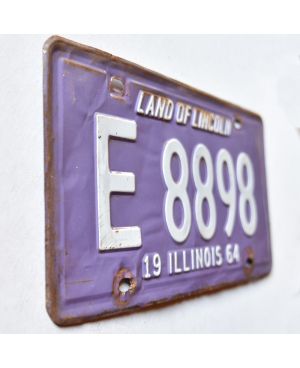 LAND OF LINCOLN
E 8898
19 ILLINOIS 64